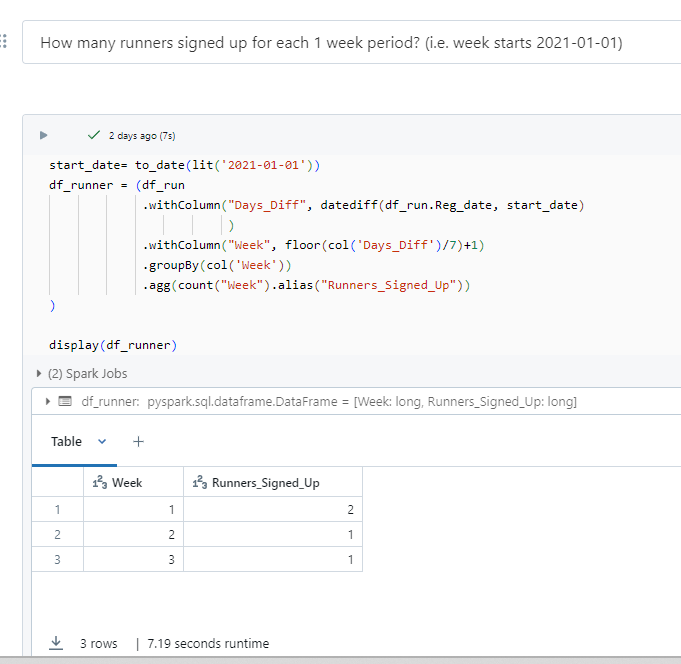 How many runners signed up for each 1 week period? (i.e. week starts 2021-01-01)
2 days ago (7s)
start_date= to_date(lit('2021-01-01'))
df_runner = (df_run
.withColumn("Days_Diff", datediff(df_run.Reg_date, start_date)
)
.withColumn("Week", floor(col('Days_Diff')/7)+1)
.groupBy(col('Week'))
.agg(count("Week").alias("Runners_Signed_Up"))
)
display(df_runner)
(2) Spark Jobs
df_runner: pyspark.sql.dataframe.DataFrame = [Week: long, Runners_Signed_Up: long]
Table
123 Week 123 Runners_Signed_Up
1 1 2
2 2 1
3 3 1
3 rows | 7.19 seconds runtime